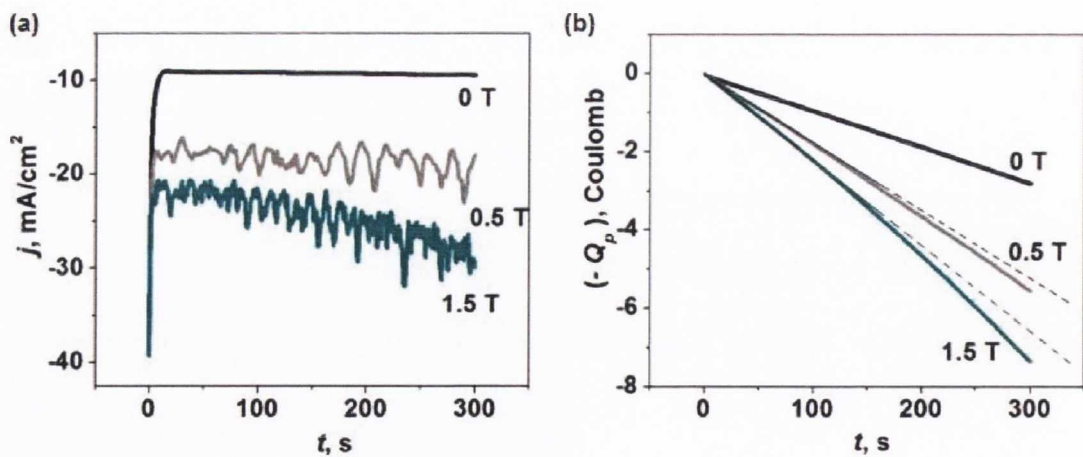 (a)
-10
-20
-30
-40
j, mA/cm²
0 T
0.5 T
1.5 T
0
100
200
300
t, s
(b)
0
-2
-4
-6
-8
(- Qₚ ), Coulomb
0 T
0.5 T
1.5 T
0
100
200
300
t, s